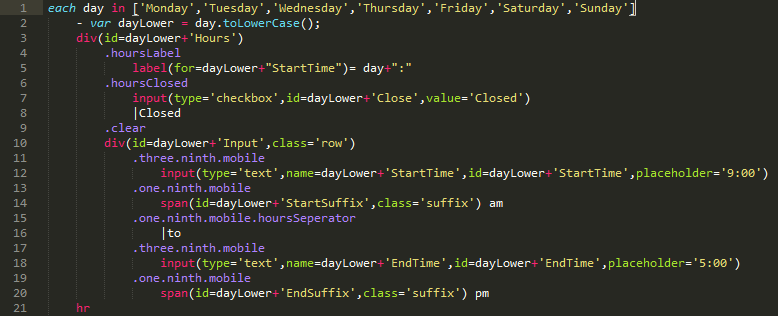 1 each day in ['Monday','Tuesday','Wednesday','Thursday','Friday','Saturday','Sunday']
2 - var dayLower = day.toLowerCase();
3 div(id=dayLower+'Hours')
4 .hoursLabel
5 label(for=dayLower+"StartTime")= day+":"
6 .hoursClosed
7 input(type='checkbox',id=dayLower+'Close',value='Closed')
8 |Closed
9 .clear
10 div(id=dayLower+'Input',class='row')
11 .three.ninth.mobile
12 input(type='text',name=dayLower+'StartTime',id=dayLower+'StartTime',placeholder='9:00')
13 .one.ninth.mobile
14 span(id=dayLower+'StartSuffix',class='suffix') am
15 .one.ninth.mobile.hoursSeperator
16 |to
17 .three.ninth.mobile
18 input(type='text',name=dayLower+'EndTime',id=dayLower+'EndTime',placeholder='5:00')
19 .one.ninth.mobile
20 span(id=dayLower+'EndSuffix',class='suffix') pm
21 hr